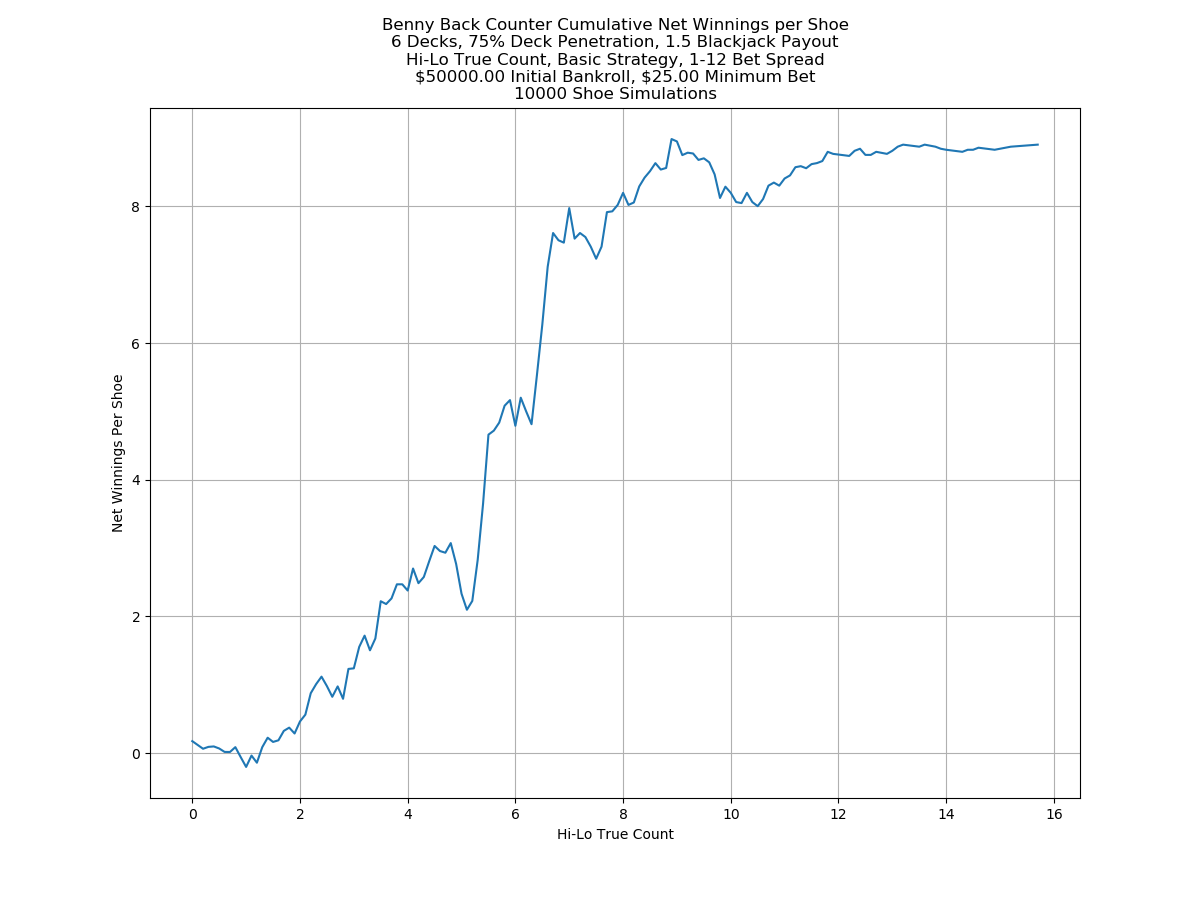 Benny Back Counter Cumulative Net Winnings per Shoe
6 Decks, 75% Deck Penetration, 1.5 Blackjack Payout
Hi-Lo True Count, Basic Strategy, 1-12 Bet Spread
$50000.00 Initial Bankroll, $25.00 Minimum Bet
10000 Shoe Simulations
Net Winnings Per Shoe
8
6
4
2
0
0 2 4 6 8 10 12 14 16
Hi-Lo True Count